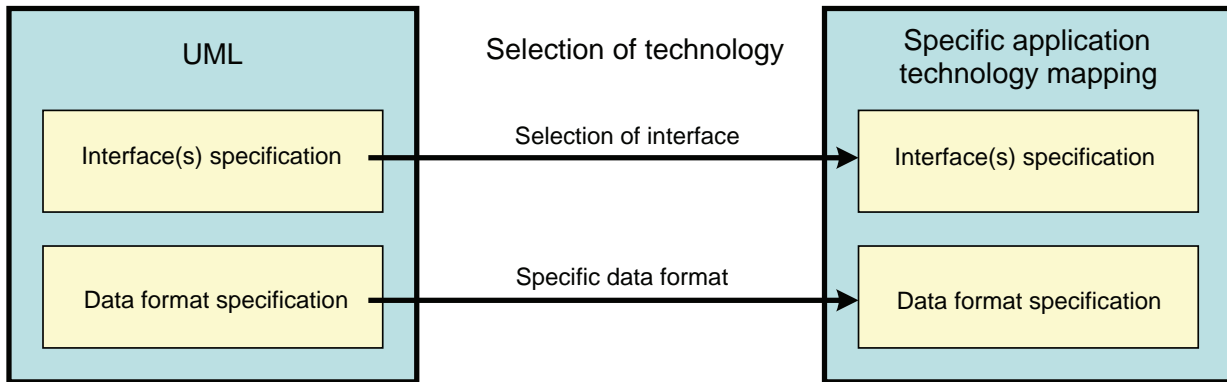 UML
Selection of technology
Specific application
technology mapping
Interface(s) specification
Selection of interface
Interface(s) specification
Data format specification
Specific data format
Data format specification